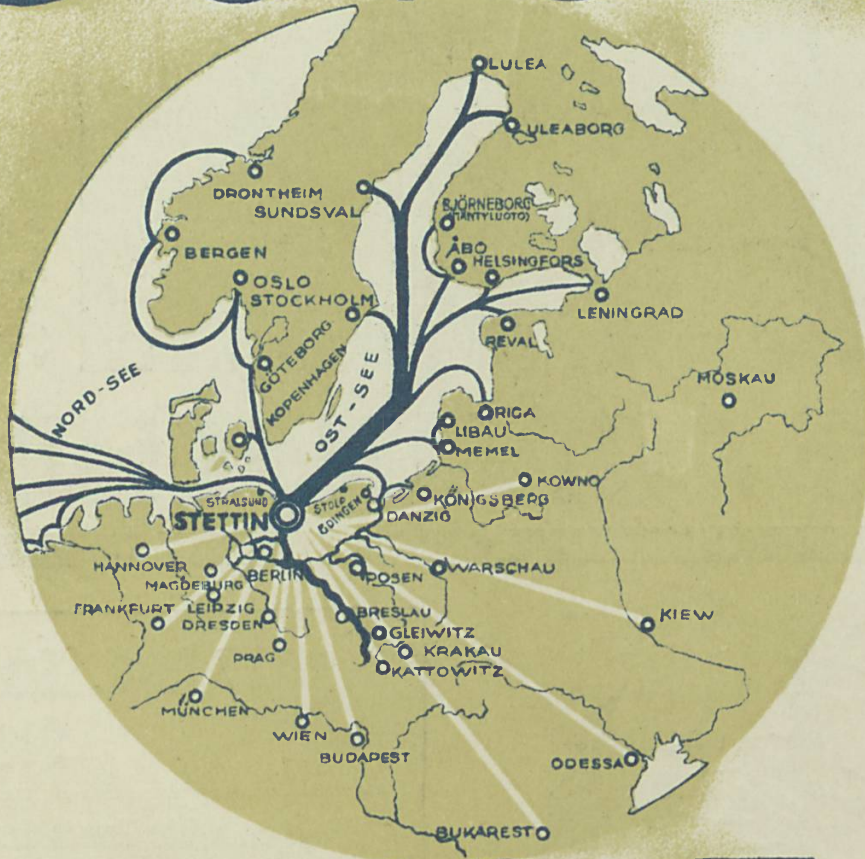 LULEA
ULEABORG
DRONTHEIM
SUNDSVAL
BJÖRNEBORG
(MÄNTYLUOTO)
BERGEN
ÅBO
HELSINGFORS
OSLO
STOCKHOLM
LENINGRAD
REVAL
GÖTEBORG
KOPENHAGEN
NORD-SEE
OST-SEE
MOSKAU
RIGA
LIBAU
MEMEL
KOWNO
STRALSUND
STOLP
KÖNIGSBERG
STETTIN
GDINGEN
DANZIG
HANNOVER
BERLIN
MAGDEBURG
POSEN
WARSCHAU
FRANKFURT
LEIPZIG
DRESDEN
BRESLAU
KIEW
GLEIWITZ
PRAG
KRAKAU
KATTOWITZ
MÜNCHEN
WIEN
BUDAPEST
ODESSA
BUKAREST